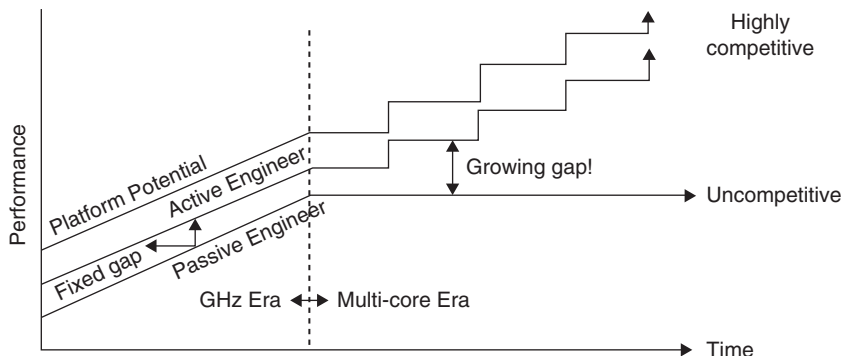 Highly
competitive
Performance
Platform Potential
Active Engineer
Growing gap!
Fixed gap
Passive Engineer
Uncompetitive
GHz Era
Multi-core Era
Time